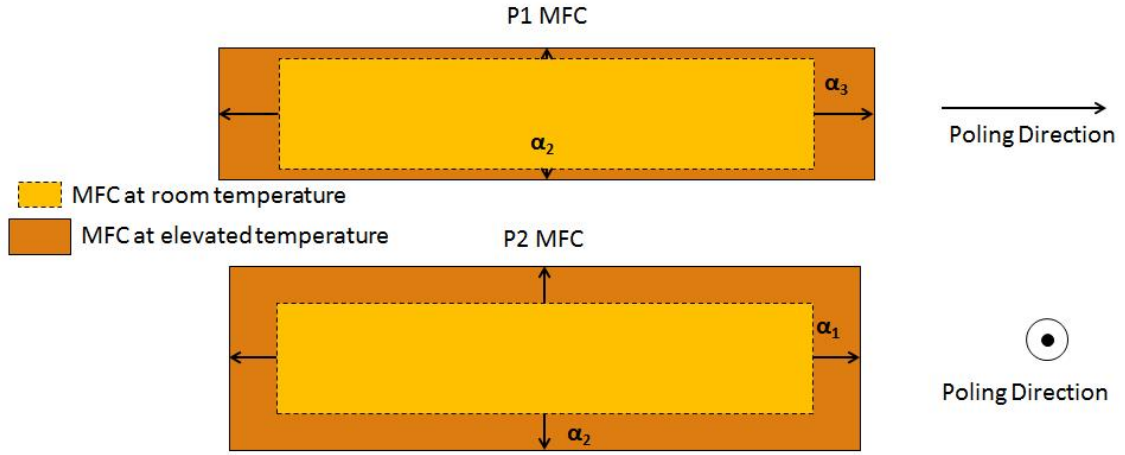 P1 MFC
α3
Poling Direction
α2
MFC at room temperature
MFC at elevated temperature
P2 MFC
α1
Poling Direction
α2